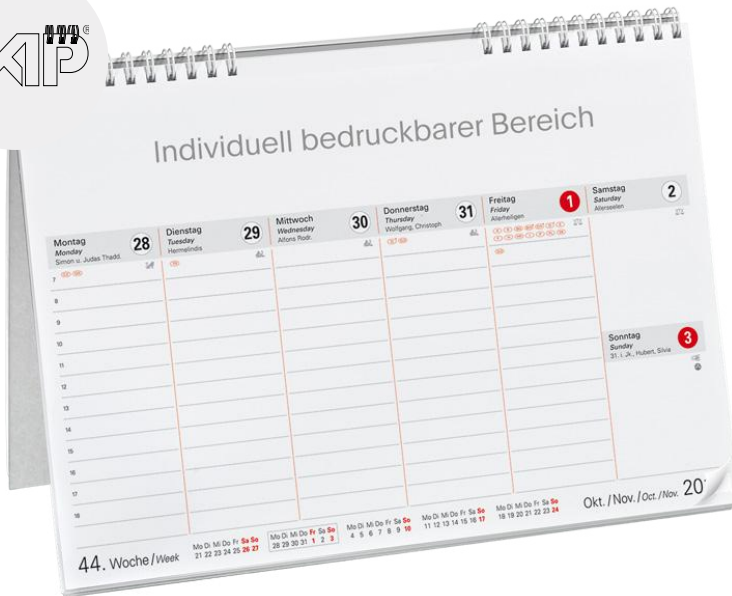 AIP
Individuell bedruckbarer Bereich
Montag
Monday
Simon u. Judas Thadd.
28
Dienstag
Tuesday
Hermelindis
29
Mittwoch
Wednesday
Alfons Rodr.
30
Donnerstag
Thursday
Wolfgang, Christoph
31
Freitag
Friday
Allerheiligen
1
Samstag
Saturday
Allerseelen
2
7
8
9
10
11
12
13
14
15
16
17
18
Sonntag
Sunday
31. i. Jk., Hubert, Silvia
3
44. Woche / Week
Mo Di Mi Do Fr Sa So
21 22 23 24 25 26 27
Mo Di Mi Do Fr Sa So
28 29 30 31 1 2 3
Mo Di Mi Do Fr Sa So
4 5 6 7 8 9 10
Mo Di Mi Do Fr Sa So
11 12 13 14 15 16 17
Mo Di Mi Do Fr Sa So
18 19 20 21 22 23 24
Okt. / Nov. / Oct. / Nov. 20